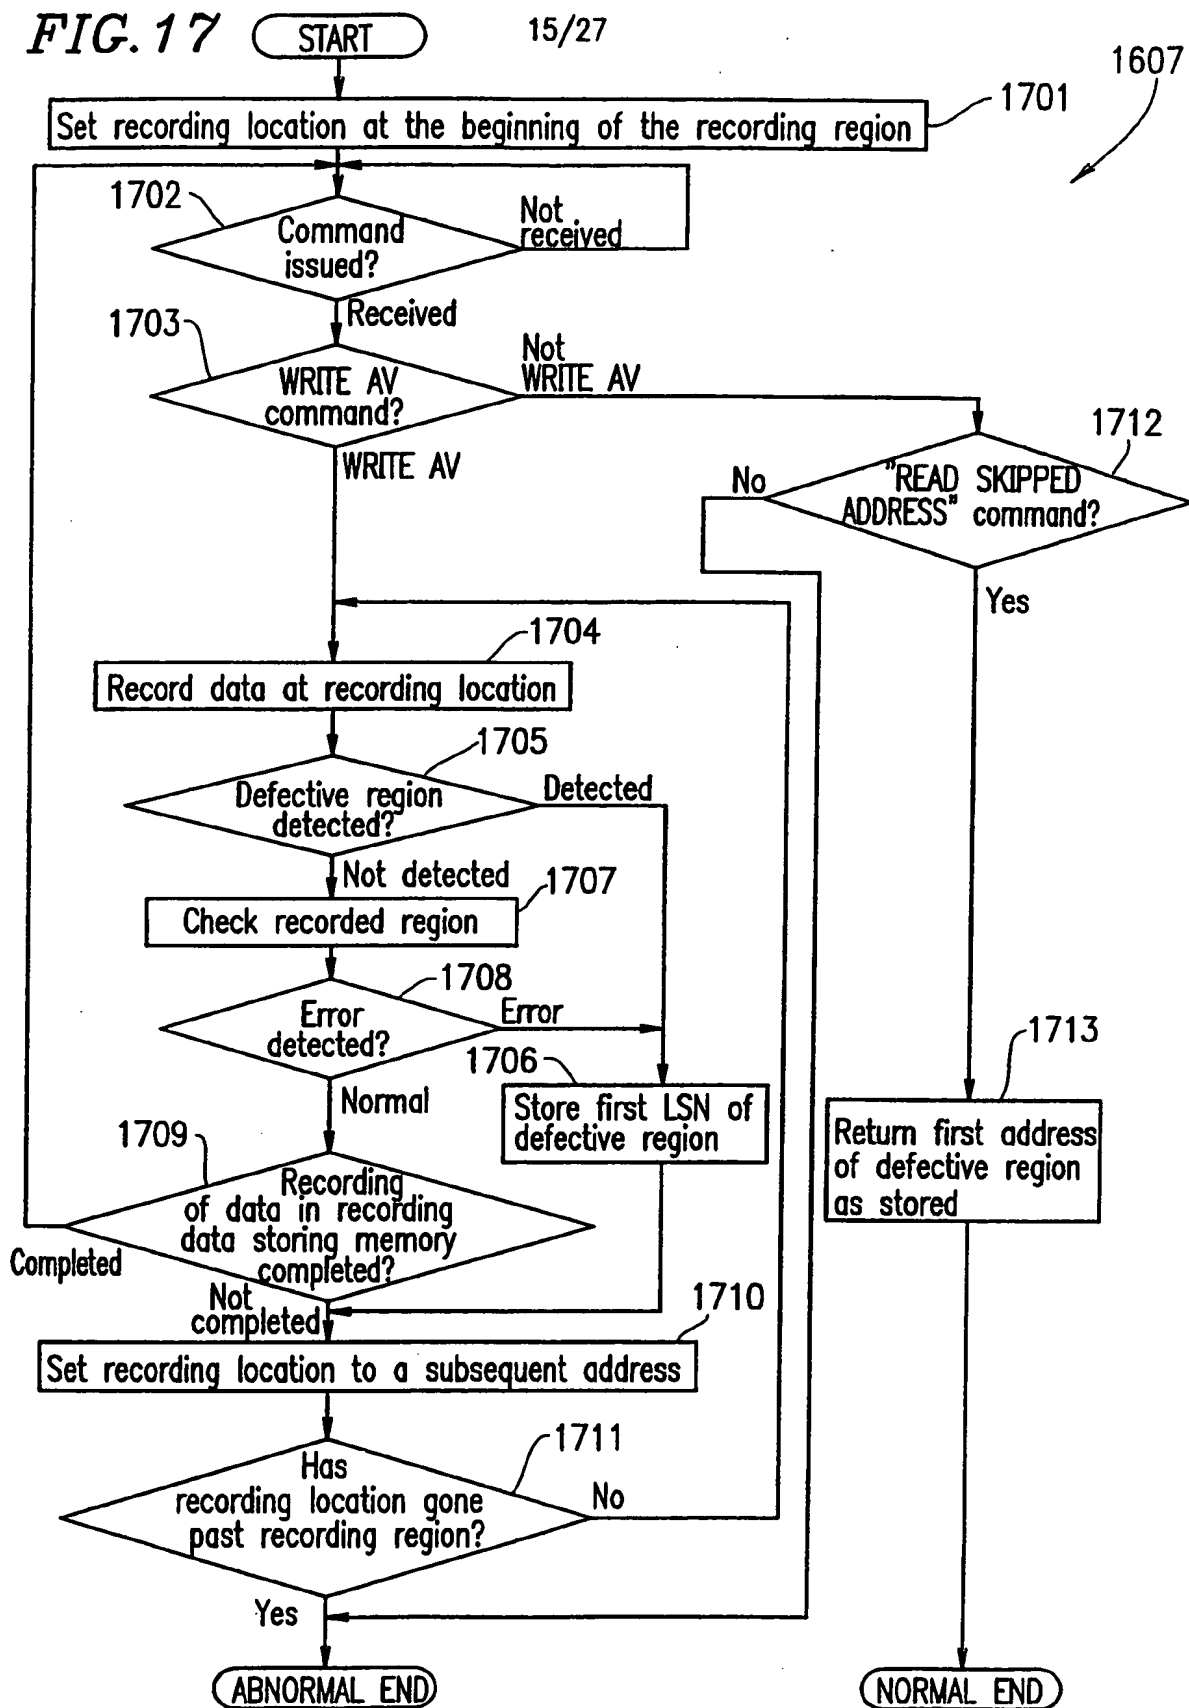 FIG. 17
START
15/27
1607
1701
Set recording location at the beginning of the recording region
1702
Command
issued?
Not
received
Received
1703
WRITE AV
command?
Not
WRITE AV
WRITE AV
1712
"READ SKIPPED
ADDRESS" command?
No
Yes
1704
Record data at recording location
1705
Defective region
detected?
Detected
Not detected
1707
Check recorded region
1708
Error
detected?
Error
Normal
1706
Store first LSN of
defective region
1713
Return first address
of defective region
as stored
1709
Recording
of data in recording
data storing memory
completed?
Completed
Not
completed
1710
Set recording location to a subsequent address
1711
Has
recording location gone
past recording region?
No
Yes
ABNORMAL END
NORMAL END